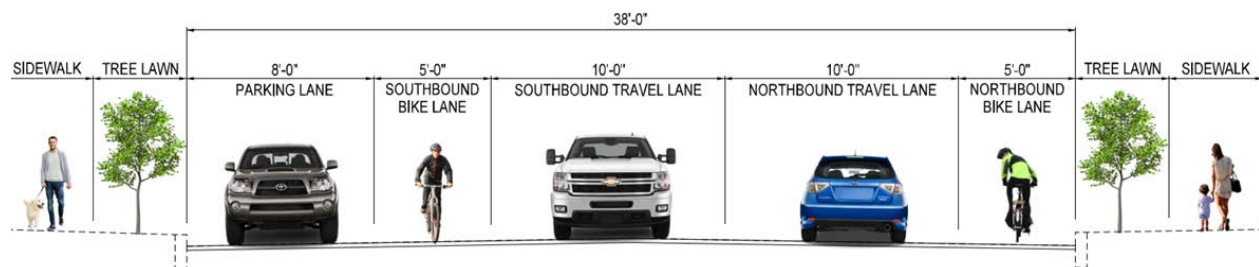 38'-0"
SIDEWALK
TREE LAWN
8'-0"
PARKING LANE
5'-0"
SOUTHBOUND
BIKE LANE
10'-0"
SOUTHBOUND TRAVEL LANE
10'-0"
NORTHBOUND TRAVEL LANE
5'-0"
NORTHBOUND
BIKE LANE
TREE LAWN
SIDEWALK